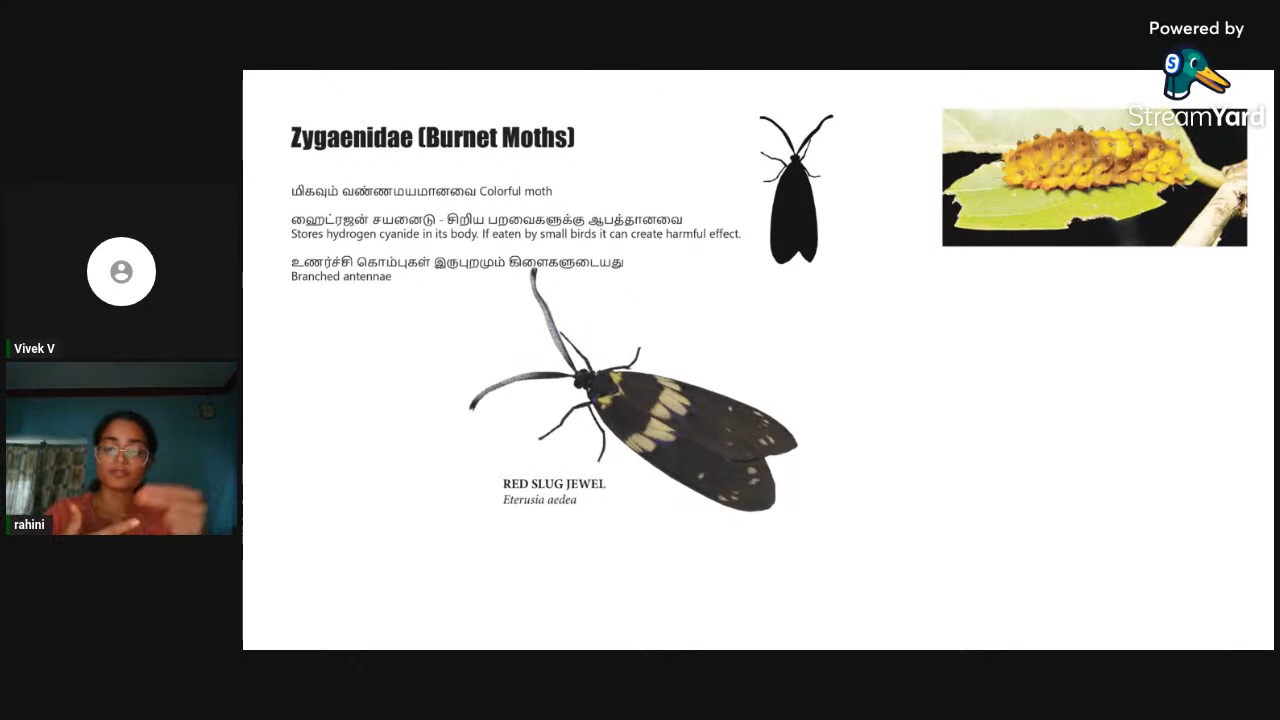 Powered by
StreamYard
Zygaenidae (Burnet Moths)
மிகவும் வண்ணமயமானவை Colorful moth
ஹைட்ரஜன் சயனைடு - சிறிய பறவைகளுக்கு ஆபத்தானவை
Stores hydrogen cyanide in its body. If eaten by small birds it can create harmful effect.
உணர்ச்சி கொம்புகள் இருபுறமும் கிளைகளுடையது
Branched antennae
RED SLUG JEWEL
Eterusia aedea
Vivek V
rahini